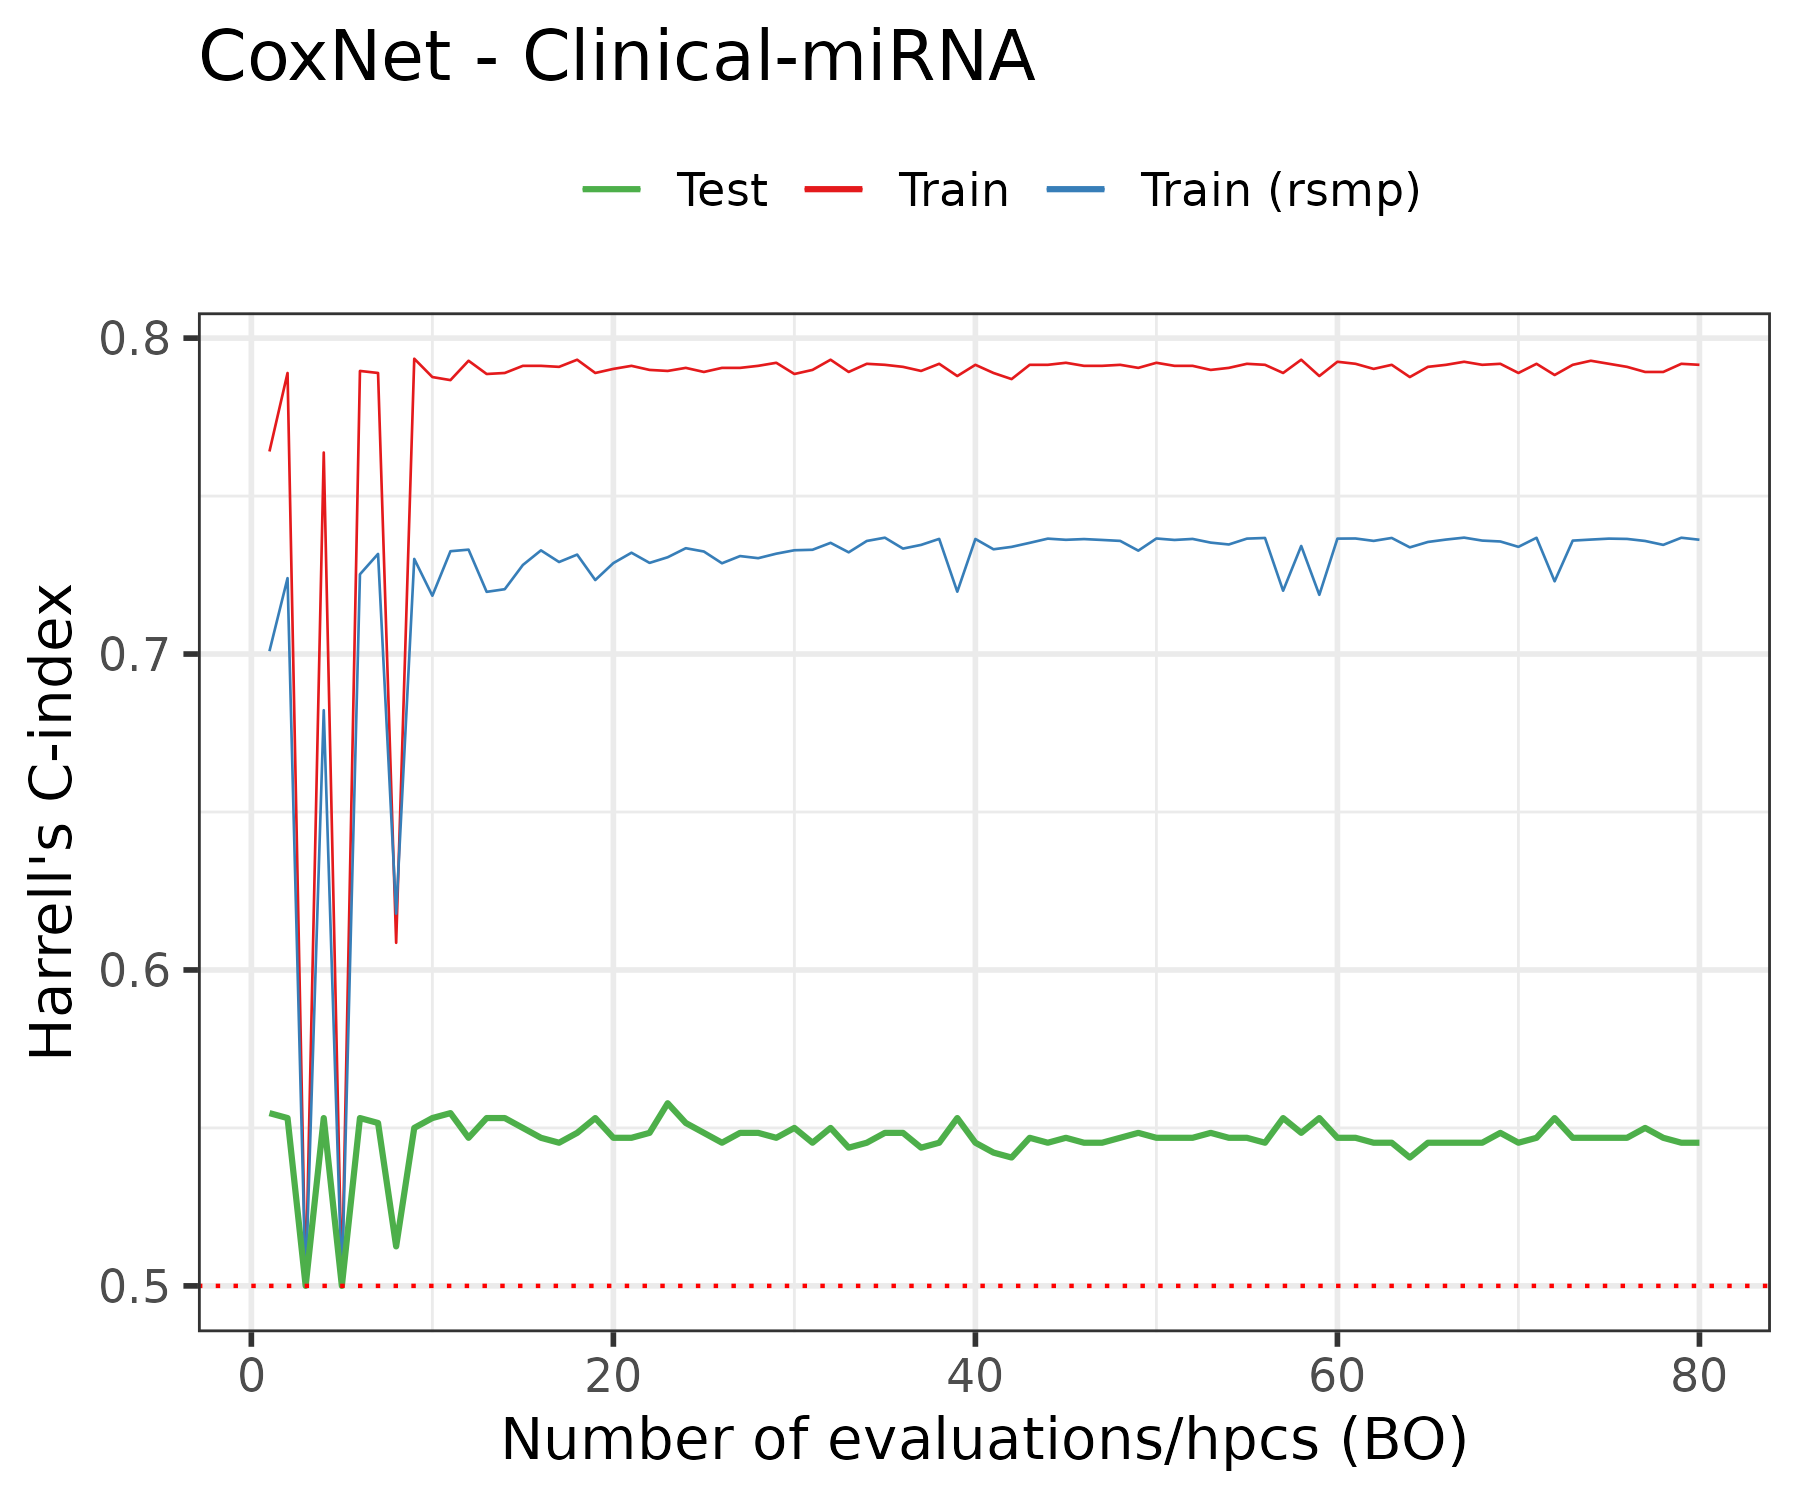 CoxNet - Clinical-miRNA
Test Train Train (rsmp)
Harrell's C-index
0.8
0.7
0.6
0.5
0 20 40 60 80
Number of evaluations/hpcs (BO)